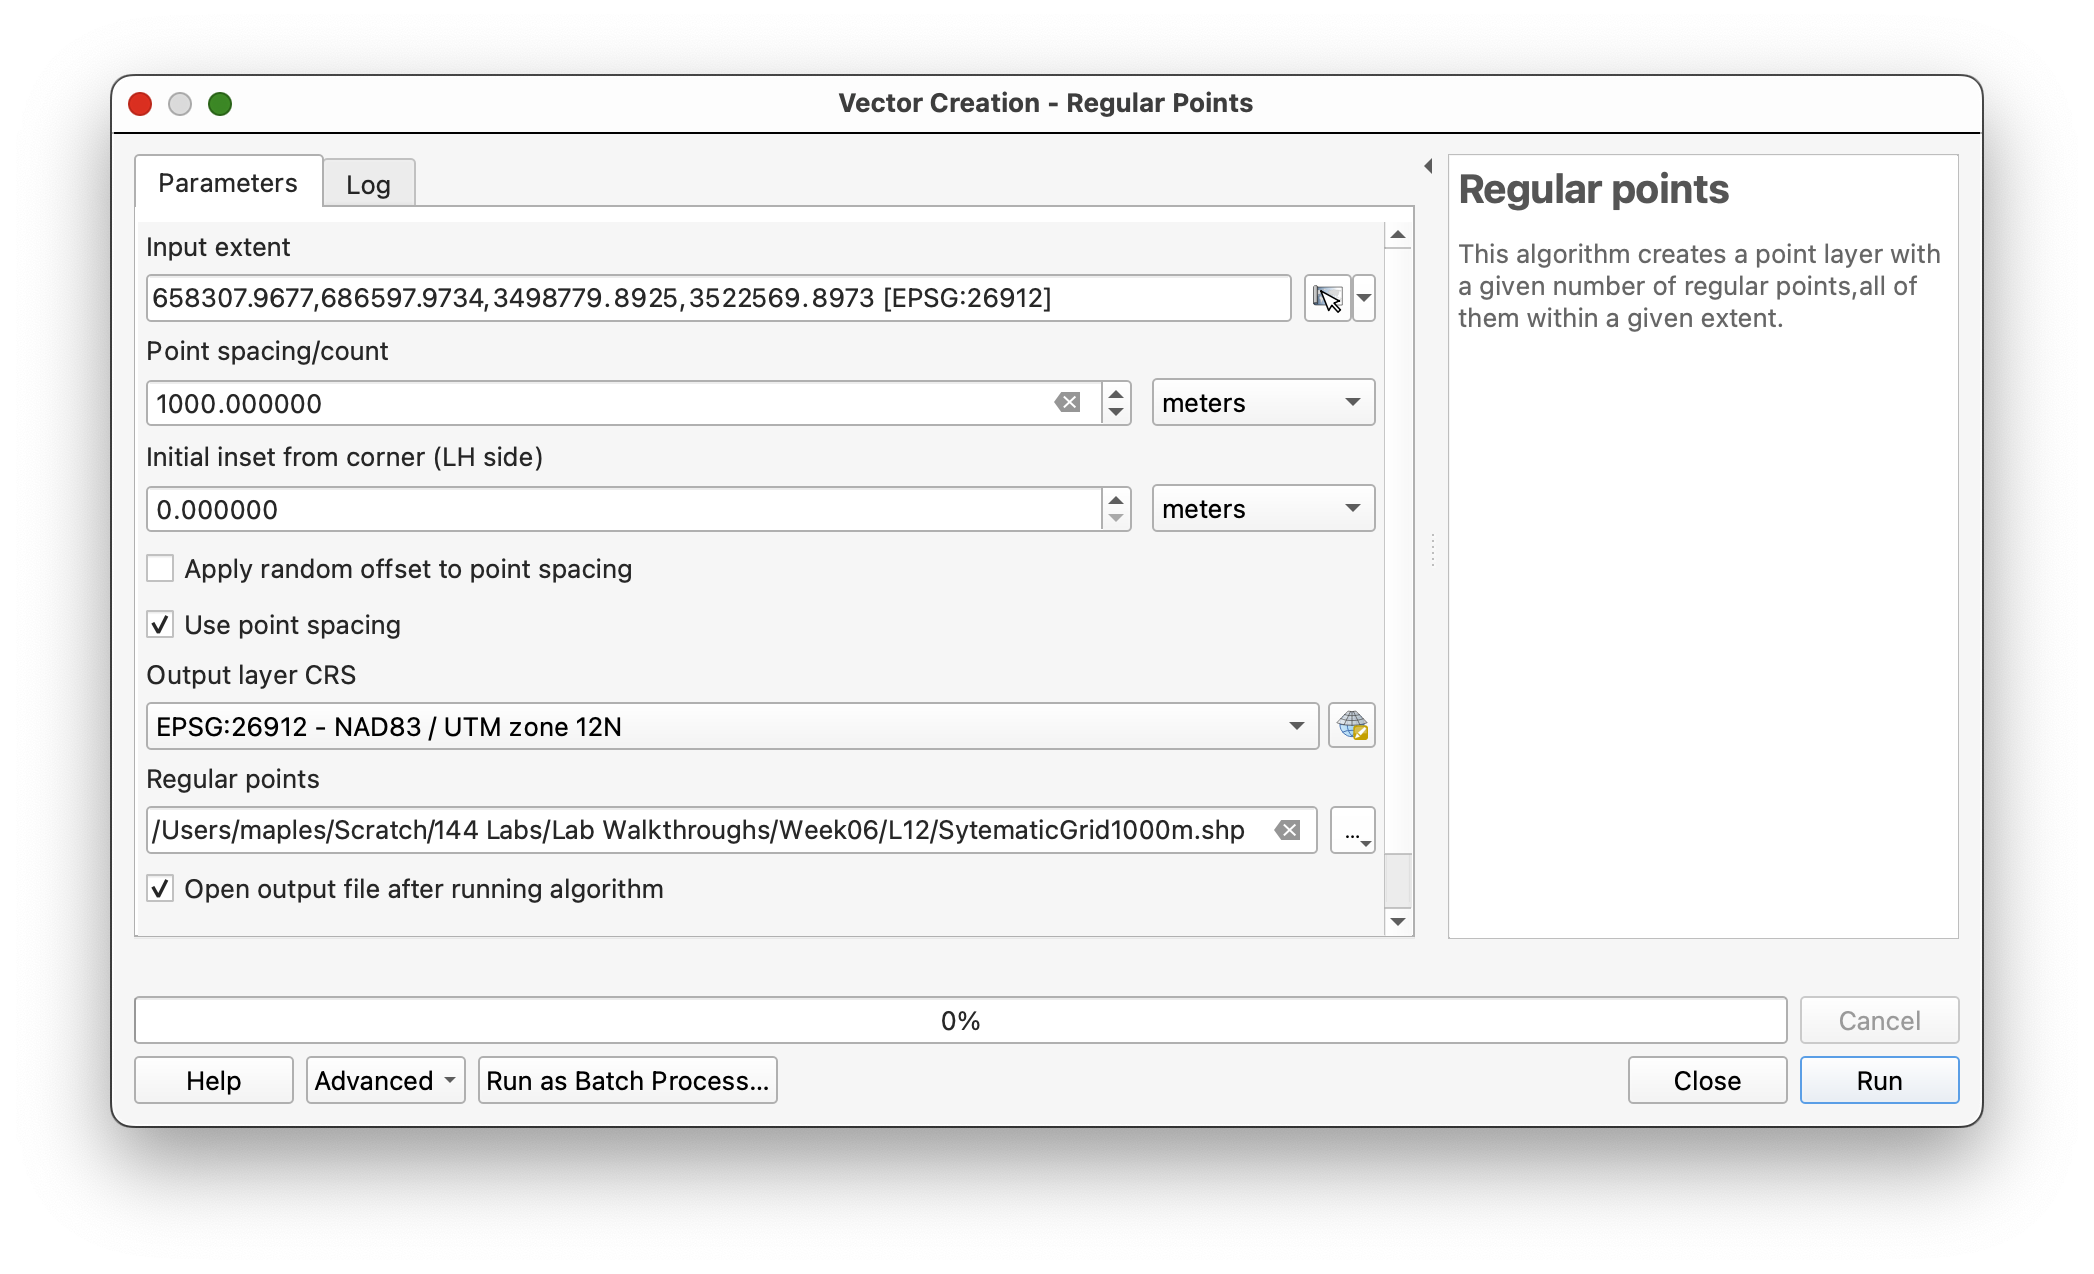 Vector Creation - Regular Points
Parameters
Log
Input extent
658307.9677,686597.9734,3498779.8925,3522569.8973 [EPSG:26912]
Point spacing/count
1000.000000
meters
Initial inset from corner (LH side)
0.000000
meters
Apply random offset to point spacing
Use point spacing
Output layer CRS
EPSG:26912 - NAD83 / UTM zone 12N
Regular points
/Users/maples/Scratch/144 Labs/Lab Walkthroughs/Week06/L12/SytematicGrid1000m.shp
...
Open output file after running algorithm
Regular points
This algorithm creates a point layer with
a given number of regular points,all of
them within a given extent.
0%
Cancel
Help
Advanced
Run as Batch Process...
Close
Run